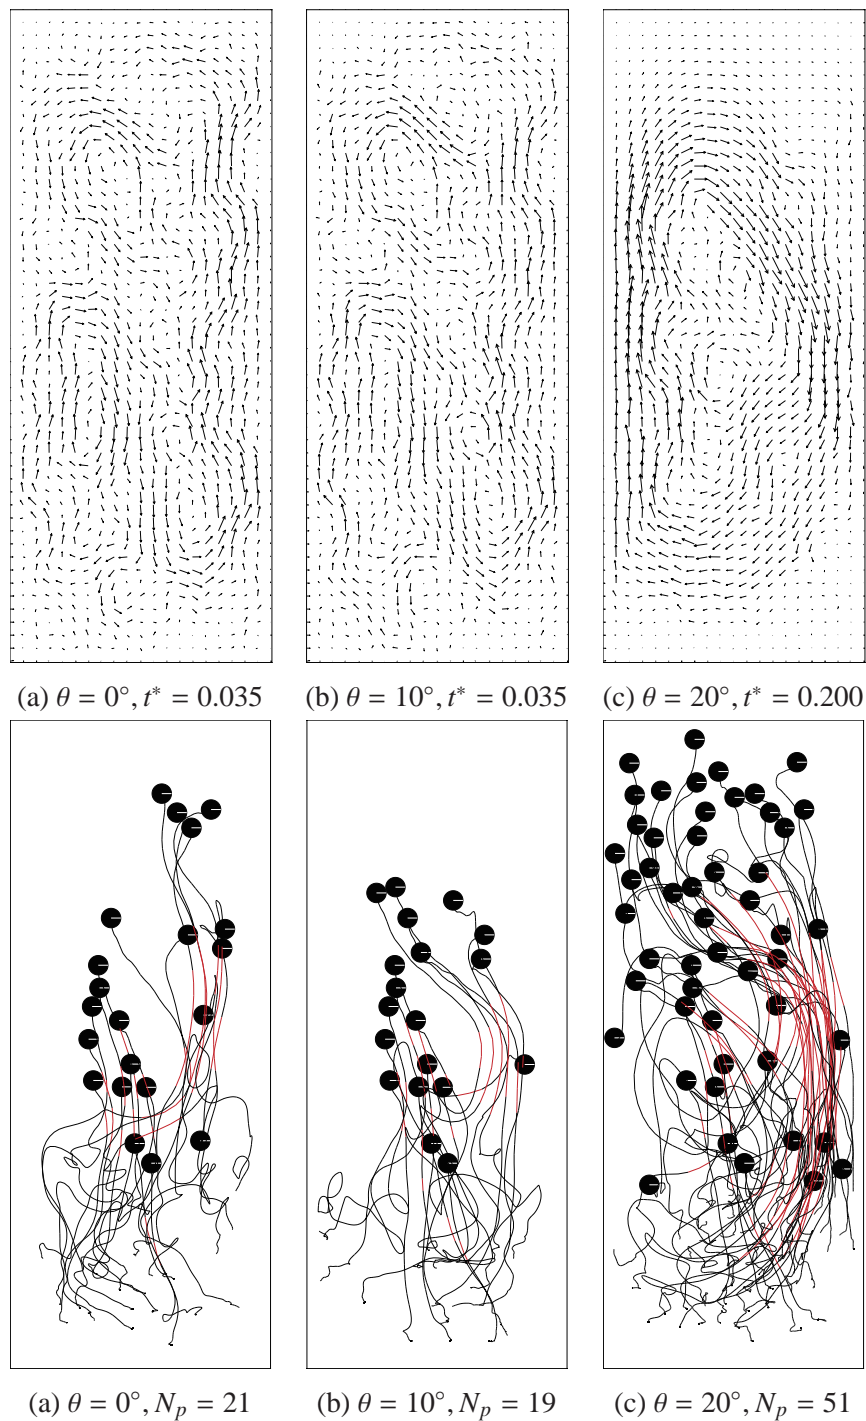 (a) θ = 0°, t* = 0.035 (b) θ = 10°, t* = 0.035 (c) θ = 20°, t* = 0.200
(a) θ = 0°, Nₚ = 21 (b) θ = 10°, Nₚ = 19 (c) θ = 20°, Nₚ = 51